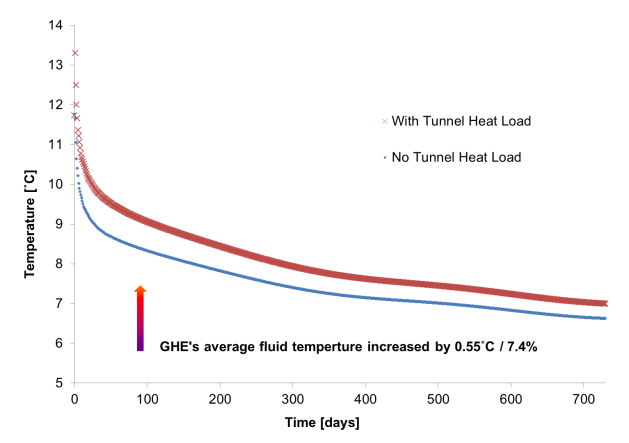 14
13
12
11
10
9
8
7
6
5
Temperature [˚C]
× With Tunnel Heat Load
No Tunnel Heat Load
GHE's average fluid temperture increased by 0.55˚C / 7.4%
0 100 200 300 400 500 600 700
Time [days]